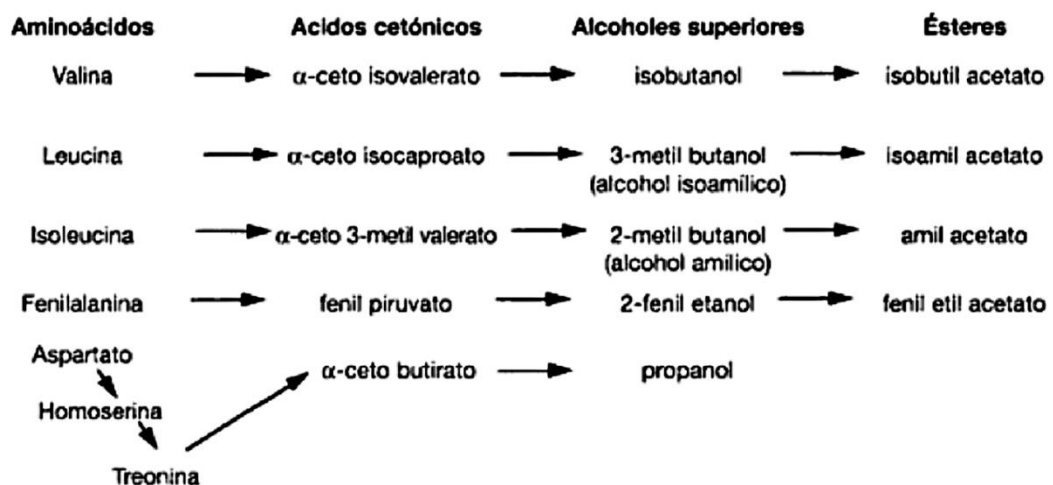 Aminoácidos Acidos cetónicos Alcoholes superiores Ésteres
Valina α-ceto isovalerato isobutanol isobutil acetato
Leucina α-ceto isocaproato 3-metil butanol isoamil acetato
(alcohol isoamílico)
Isoleucina α-ceto 3-metil valerato 2-metil butanol amil acetato
(alcohol amílico)
Fenilalanina fenil piruvato 2-fenil etanol fenil etil acetato
Aspartato
α-ceto butirato propanol
Homoserina
Treonina